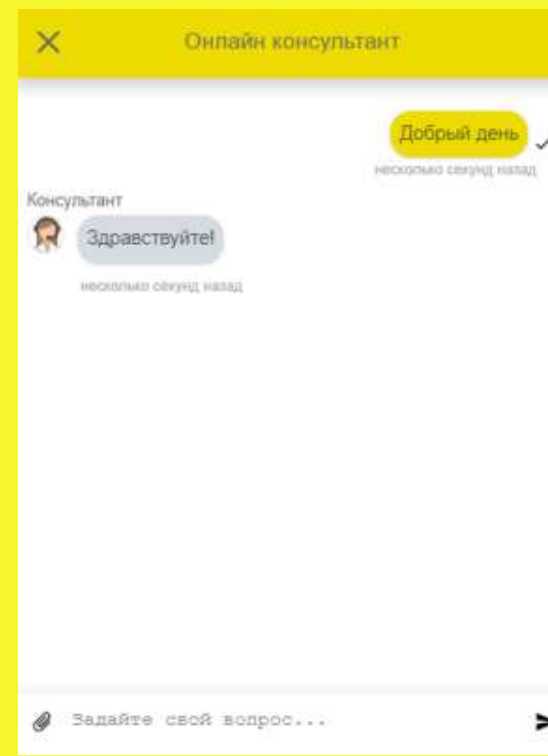 Онлайн консультант
Добрый день
несколько секунд назад
Консультант
Здравствуйте!
несколько секунд назад
Задайте свой вопрос...